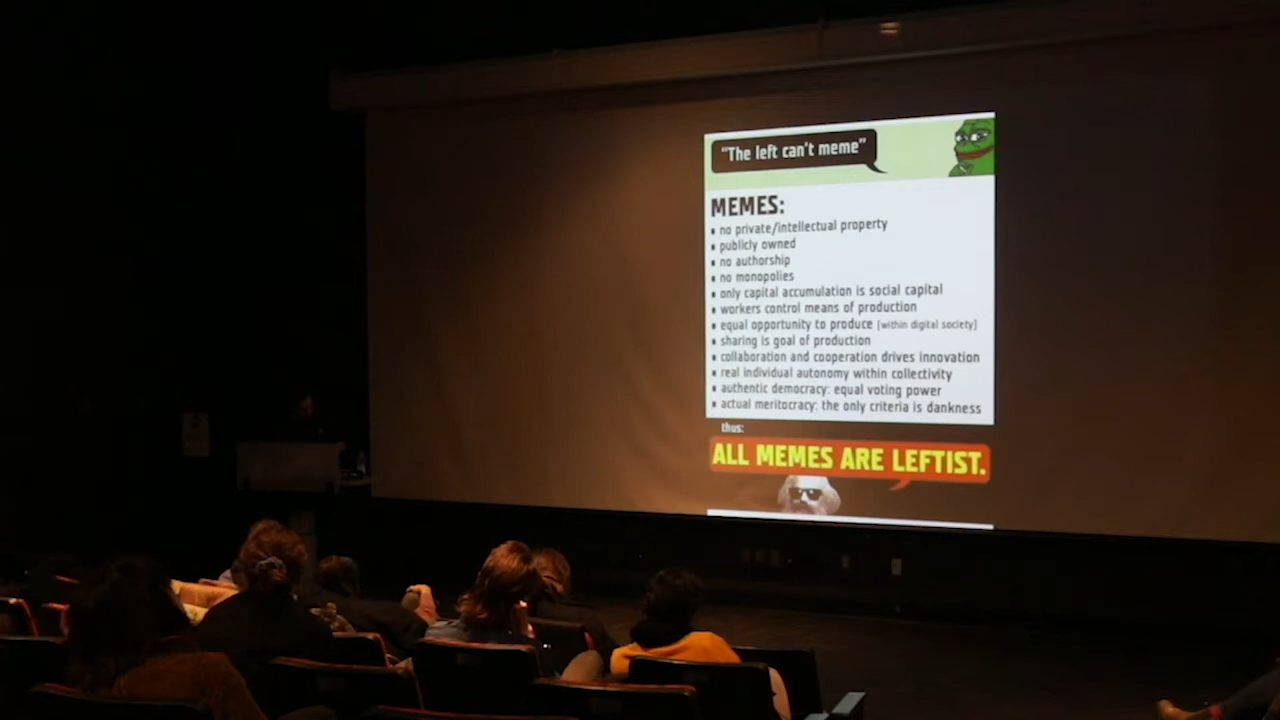 "The left can't meme"
MEMES:
▪ no private/intellectual property
▪ publicly owned
▪ no authorship
▪ no monopolies
▪ only capital accumulation is social capital
▪ workers control means of production
▪ equal opportunity to produce [within digital society]
▪ sharing is goal of production
▪ collaboration and cooperation drives innovation
▪ real individual autonomy within collectivity
▪ authentic democracy: equal voting power
▪ actual meritocracy: the only criteria is dankness
thus:
ALL MEMES ARE LEFTIST.